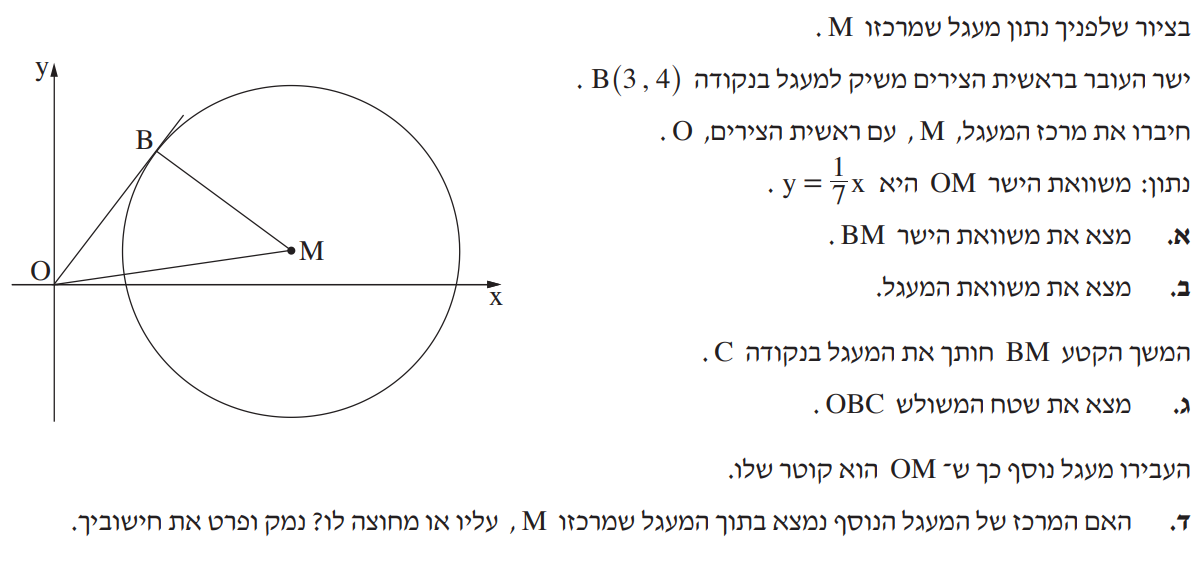 בציור שלפניך נתון מעגל שמרכזו M .
ישר העובר בראשית הצירים משיק למעגל בנקודה B(3 , 4) .
חיברו את מרכז המעגל, M , עם ראשית הצירים, O .
נתון: משוואת הישר OM היא y = 1/7 x .
א. מצא את משוואת הישר BM .
ב. מצא את משוואת המעגל.
המשך הקטע BM חותך את המעגל בנקודה C .
ג. מצא את שטח המשולש OBC .
העבירו מעגל נוסף כך ש־ OM הוא קוטר שלו.
ד. האם המרכז של המעגל הנוסף נמצא בתוך המעגל שמרכזו M , עליו או מחוצה לו? נמק ופרט את חישוביך.
y
B
M
O
x